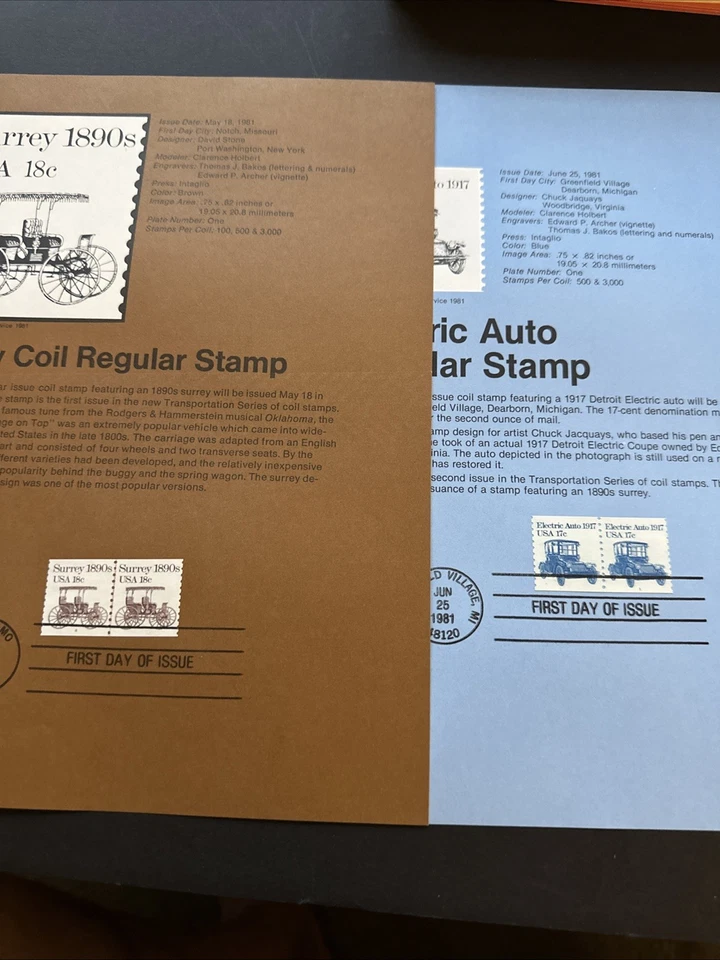 urrey 1890s
A 18c
Issue Date: May 18, 1981
First Day City: Notch, Missouri
Designer: David Stone
Port Washington, New York
Modeler: Clarence Holbert
Engravers: Thomas J. Bakos (lettering & numerals)
Edward P. Archer (vignette)
Press: Intaglio
Color: Brown
Image Area: .75 x .82 inches or
19.05 x 20.8 millimeters
Plate Number: One
Stamps Per Coil: 100, 500 & 3,000
vice 1981
y Coil Regular Stamp
ar issue coil stamp featuring an 1890s surrey will be issued May 18 in
e stamp is the first issue in the new Transportation Series of coil stamps.
famous tune from the Rodgers & Hammerstein musical Oklahoma, the
ge on Top" was an extremely popular vehicle which came into wide-
ted States in the late 1800s. The carriage was adapted from an English
art and consisted of four wheels and two transverse seats. By the
fferent varieties had been developed, and the relatively inexpensive
popularity behind the buggy and the spring wagon. The surrey de-
sign was one of the most popular versions.
Surrey 1890s Surrey 1890s
USA 18c USA 18c
MO
FIRST DAY OF ISSUE
to 1917
Issue Date: June 25, 1981
First Day City: Greenfield Village
Dearborn, Michigan
Designer: Chuck Jaquays
Woodbridge, Virginia
Modeler: Clarence Holbert
Engravers: Edward P. Archer (vignette)
Thomas J. Bakos (lettering and numerals)
Press: Intaglio
Color: Blue
Image Area: .75 x .82 inches or
19.05 x 20.8 millimeters
Plate Number: One
Stamps Per Coil: 500 & 3,000
vice 1981
ric Auto
lar Stamp
issue coil stamp featuring a 1917 Detroit Electric auto will be
eld Village, Dearborn, Michigan. The 17-cent denomination m
r the second ounce of mail.
amp design for artist Chuck Jaquays, who based his pen an
e took of an actual 1917 Detroit Electric Coupe owned by Ed
inia. The auto depicted in the photograph is still used on a r
has restored it.
second issue in the Transportation Series of coil stamps. Th
suance of a stamp featuring an 1890s surrey.
Electric Auto 1917 Electric Auto 1917
USA 17c USA 17c
LD VILLAGE, MI
JUN
25
1981
48120
FIRST DAY OF ISSUE